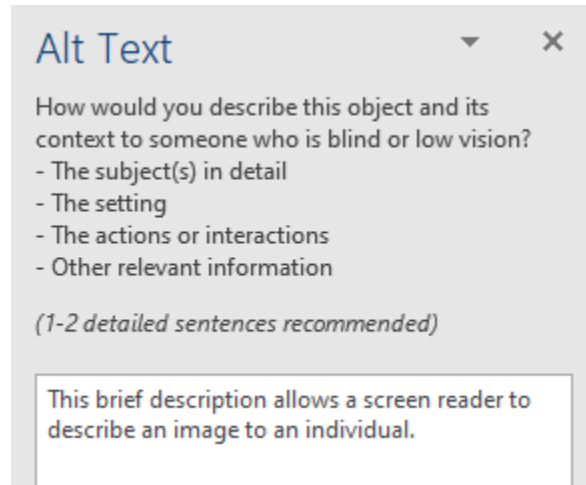 Alt Text
How would you describe this object and its
context to someone who is blind or low vision?
- The subject(s) in detail
- The setting
- The actions or interactions
- Other relevant information
(1-2 detailed sentences recommended)
This brief description allows a screen reader to
describe an image to an individual.